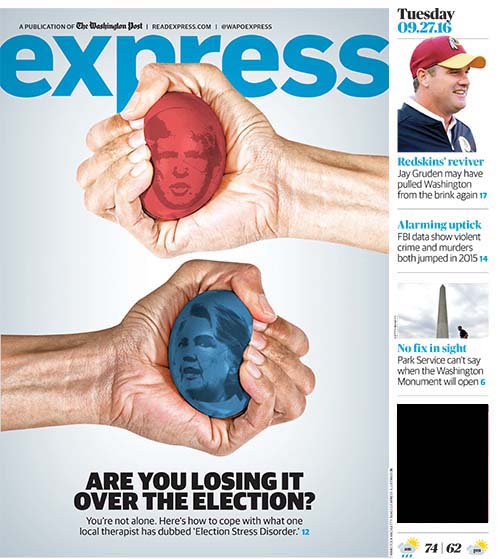 A PUBLICATION OF The Washington Post | READEXPRESS.COM | @WAPOEXPRESS
express
ARE YOU LOSING IT
OVER THE ELECTION?
You're not alone. Here's how to cope with what one
local therapist has dubbed 'Election Stress Disorder.' 12
Tuesday
09.27.16
Redskins' reviver
Jay Gruden may have
pulled Washington
from the brink again 17
Alarming uptick
FBI data show violent
crime and murders
both jumped in 2015 14
No fix in sight
Park Service can't say
when the Washington
Monument will open 6
am 74 | 62 pm